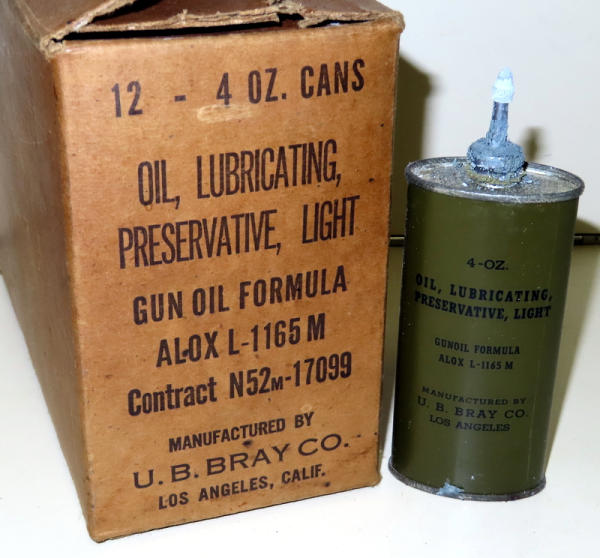 12 - 4 OZ. CANS
OIL, LUBRICATING,
PRESERVATIVE, LIGHT
GUN OIL FORMULA
ALOX L-1165 M
Contract N52M-17099
MANUFACTURED BY
U. B. BRAY CO.
LOS ANGELES, CALIF.
4-OZ.
OIL, LUBRICATING,
PRESERVATIVE, LIGHT
GUNOIL FORMULA
ALOX L-1165 M
MANUFACTURED BY
U. B. BRAY CO.
LOS ANGELES